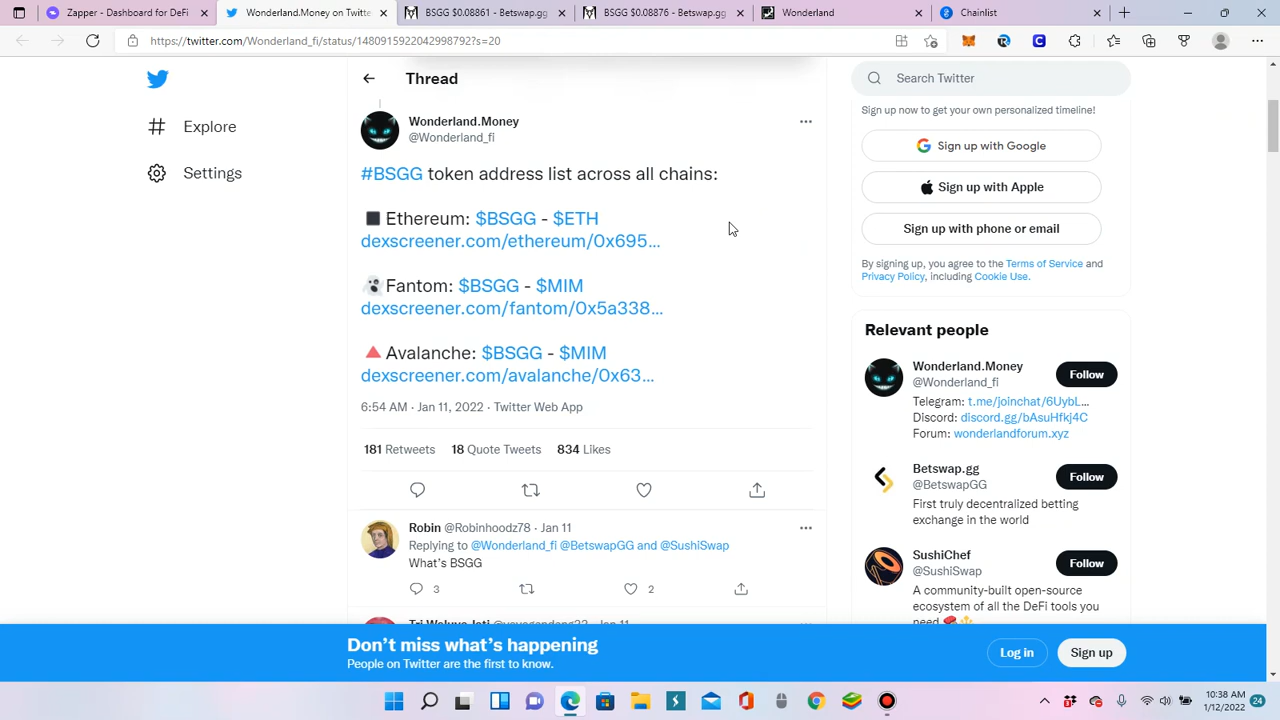 Zapper - Dashboard for DeFi
Wonderland.Money on Twitter:
BSGG $0.08861 - Betswap.gg
BSGG $0.08876 - Betswap.gg
Wonderland
Chainlist
https://twitter.com/Wonderland_fi/status/1480915922042998792?s=20
Explore
Settings
Thread
Wonderland.Money
@Wonderland_fi
#BSGG token address list across all chains:
Ethereum: $BSGG - $ETH
dexscreener.com/ethereum/0x695...
Fantom: $BSGG - $MIM
dexscreener.com/fantom/0x5a338...
Avalanche: $BSGG - $MIM
dexscreener.com/avalanche/0x63...
6:54 AM · Jan 11, 2022 · Twitter Web App
181 Retweets 18 Quote Tweets 834 Likes
Robin @Robinhoodz78 · Jan 11
Replying to @Wonderland_fi @BetswapGG and @SushiSwap
What's BSGG
3 2
Search Twitter
Sign up now to get your own personalized timeline!
Sign up with Google
Sign up with Apple
Sign up with phone or email
By signing up, you agree to the Terms of Service and
Privacy Policy, including Cookie Use.
Relevant people
Wonderland.Money
@Wonderland_fi
Follow
Telegram: t.me/joinchat/6UybL...
Discord: discord.gg/bAsuHfkj4C
Forum: wonderlandforum.xyz
Betswap.gg
@BetswapGG
Follow
First truly decentralized betting
exchange in the world
SushiChef
@SushiSwap
Follow
A community-built open-source
ecosystem of all the DeFi tools you
need
Don't miss what's happening
People on Twitter are the first to know.
Log in
Sign up
10:38 AM
1/12/2022
24